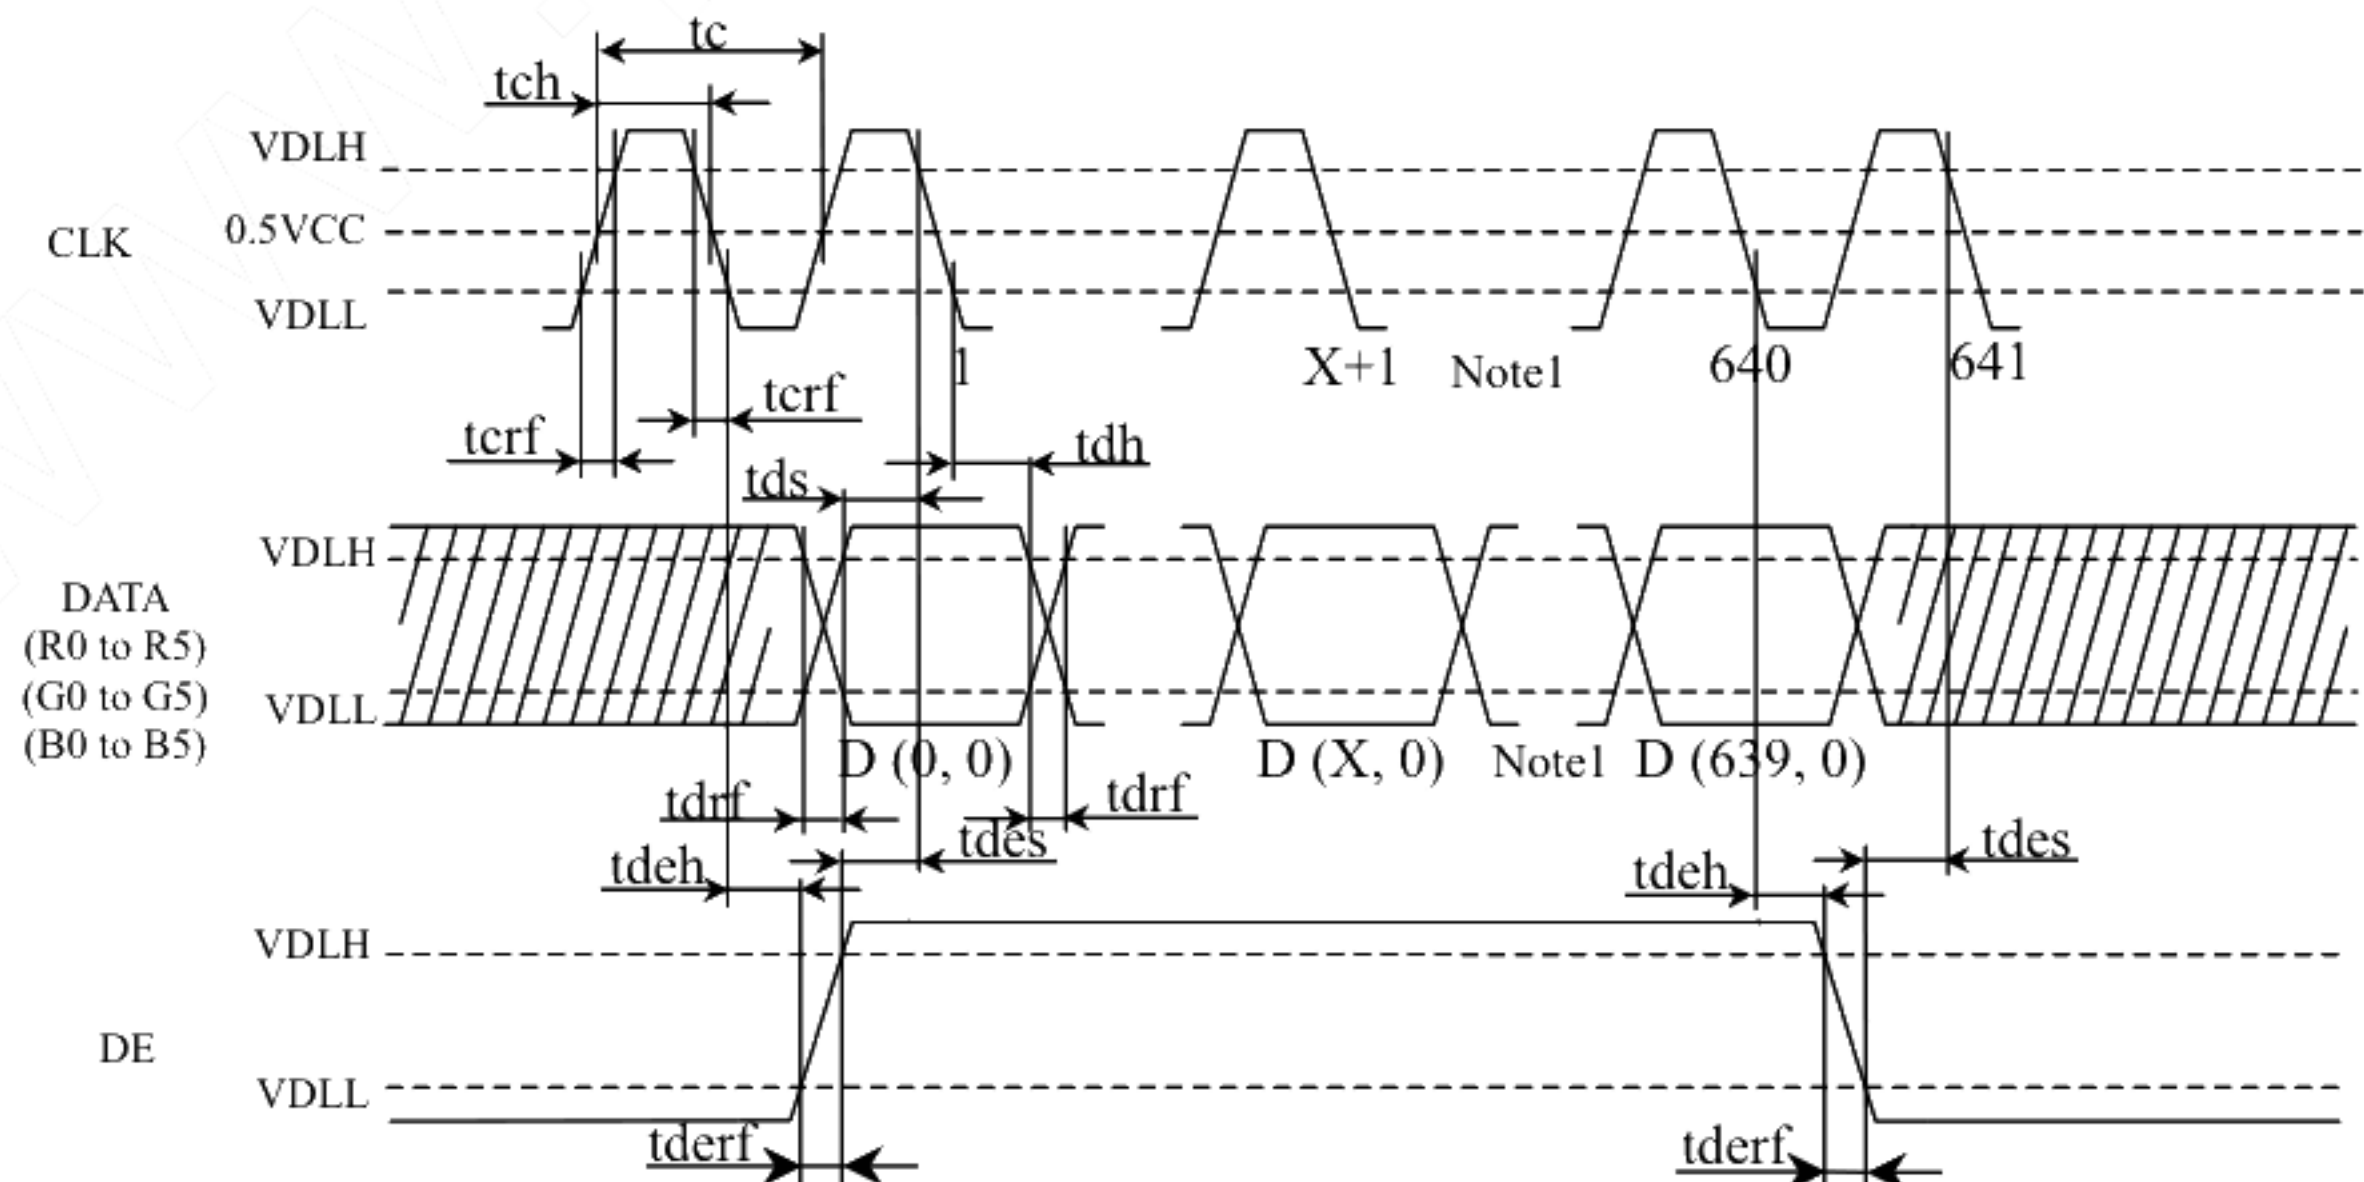 tc
tch
VDLH
0.5VCC
CLK
VDLL
1
X+1
Note1
640
641
tcrf
tcrf
tdh
tds
VDLH
DATA
(R0 to R5)
(G0 to G5)
VDLL
(B0 to B5)
D (0, 0)
D (X, 0)
Note1
D (639, 0)
tdrf
tdrf
tdes
tdes
tdeh
tdeh
VDLH
DE
VDLL
tderf
tderf